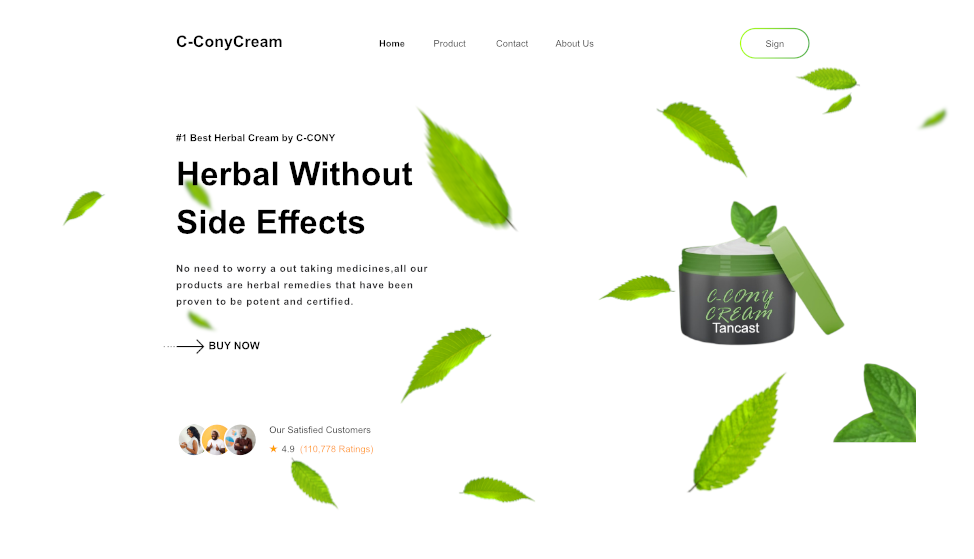 C-ConyCream
Home Product Contact About Us Sign
#1 Best Herbal Cream by C-CONY
Herbal Without
Side Effects
No need to worry a out taking medicines,all our
products are herbal remedies that have been
proven to be potent and certified.
C-CONY
CREAM
Tancast
BUY NOW
Our Satisfied Customers
★ 4.9 (110,778 Ratings)